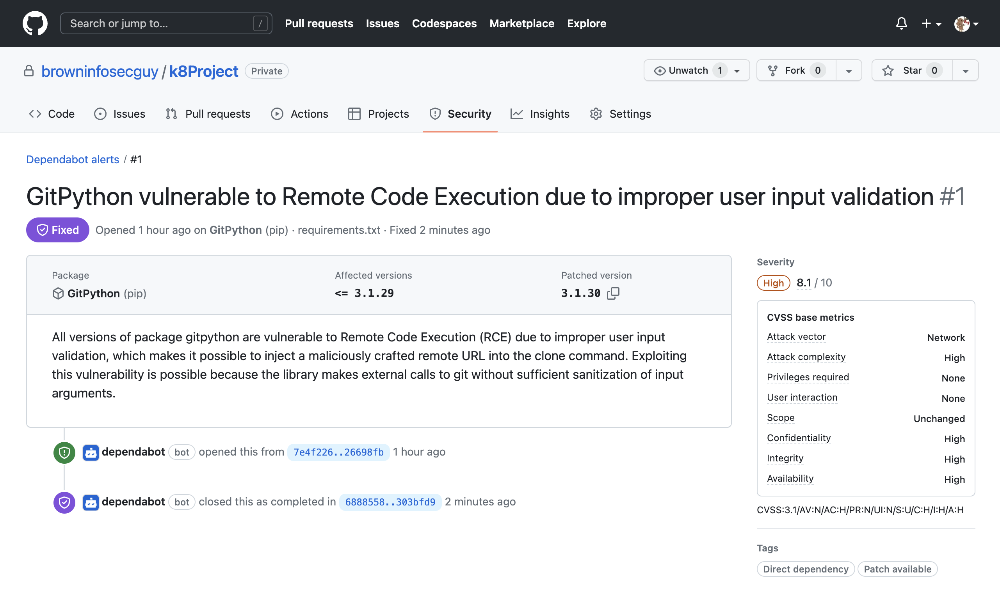 Search or jump to... /
Pull requests Issues Codespaces Marketplace Explore
browninfosecguy / k8Project Private
Unwatch 1 Fork 0 Star 0
Code Issues Pull requests Actions Projects Security Insights Settings
Dependabot alerts / #1
GitPython vulnerable to Remote Code Execution due to improper user input validation #1
Fixed Opened 1 hour ago on GitPython (pip) · requirements.txt · Fixed 2 minutes ago
Package Affected versions Patched version
GitPython (pip) <= 3.1.29 3.1.30
All versions of package gitpython are vulnerable to Remote Code Execution (RCE) due to improper user input
validation, which makes it possible to inject a maliciously crafted remote URL into the clone command. Exploiting
this vulnerability is possible because the library makes external calls to git without sufficient sanitization of input
arguments.
dependabot bot opened this from 7e4f226..26698fb 1 hour ago
dependabot bot closed this as completed in 6888558..303bfd9 2 minutes ago
Severity
High 8.1 / 10
CVSS base metrics
Attack vector Network
Attack complexity High
Privileges required None
User interaction None
Scope Unchanged
Confidentiality High
Integrity High
Availability High
CVSS:3.1/AV:N/AC:H/PR:N/UI:N/S:U/C:H/I:H/A:H
Tags
Direct dependency Patch available